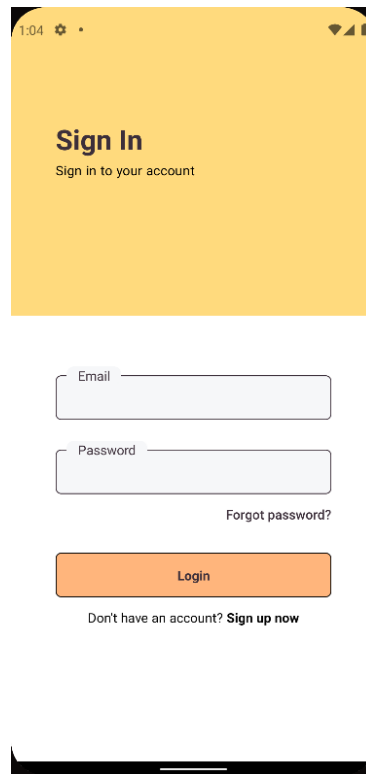 1:04
Sign In
Sign in to your account
Email
Password
Forgot password?
Login
Don't have an account? Sign up now